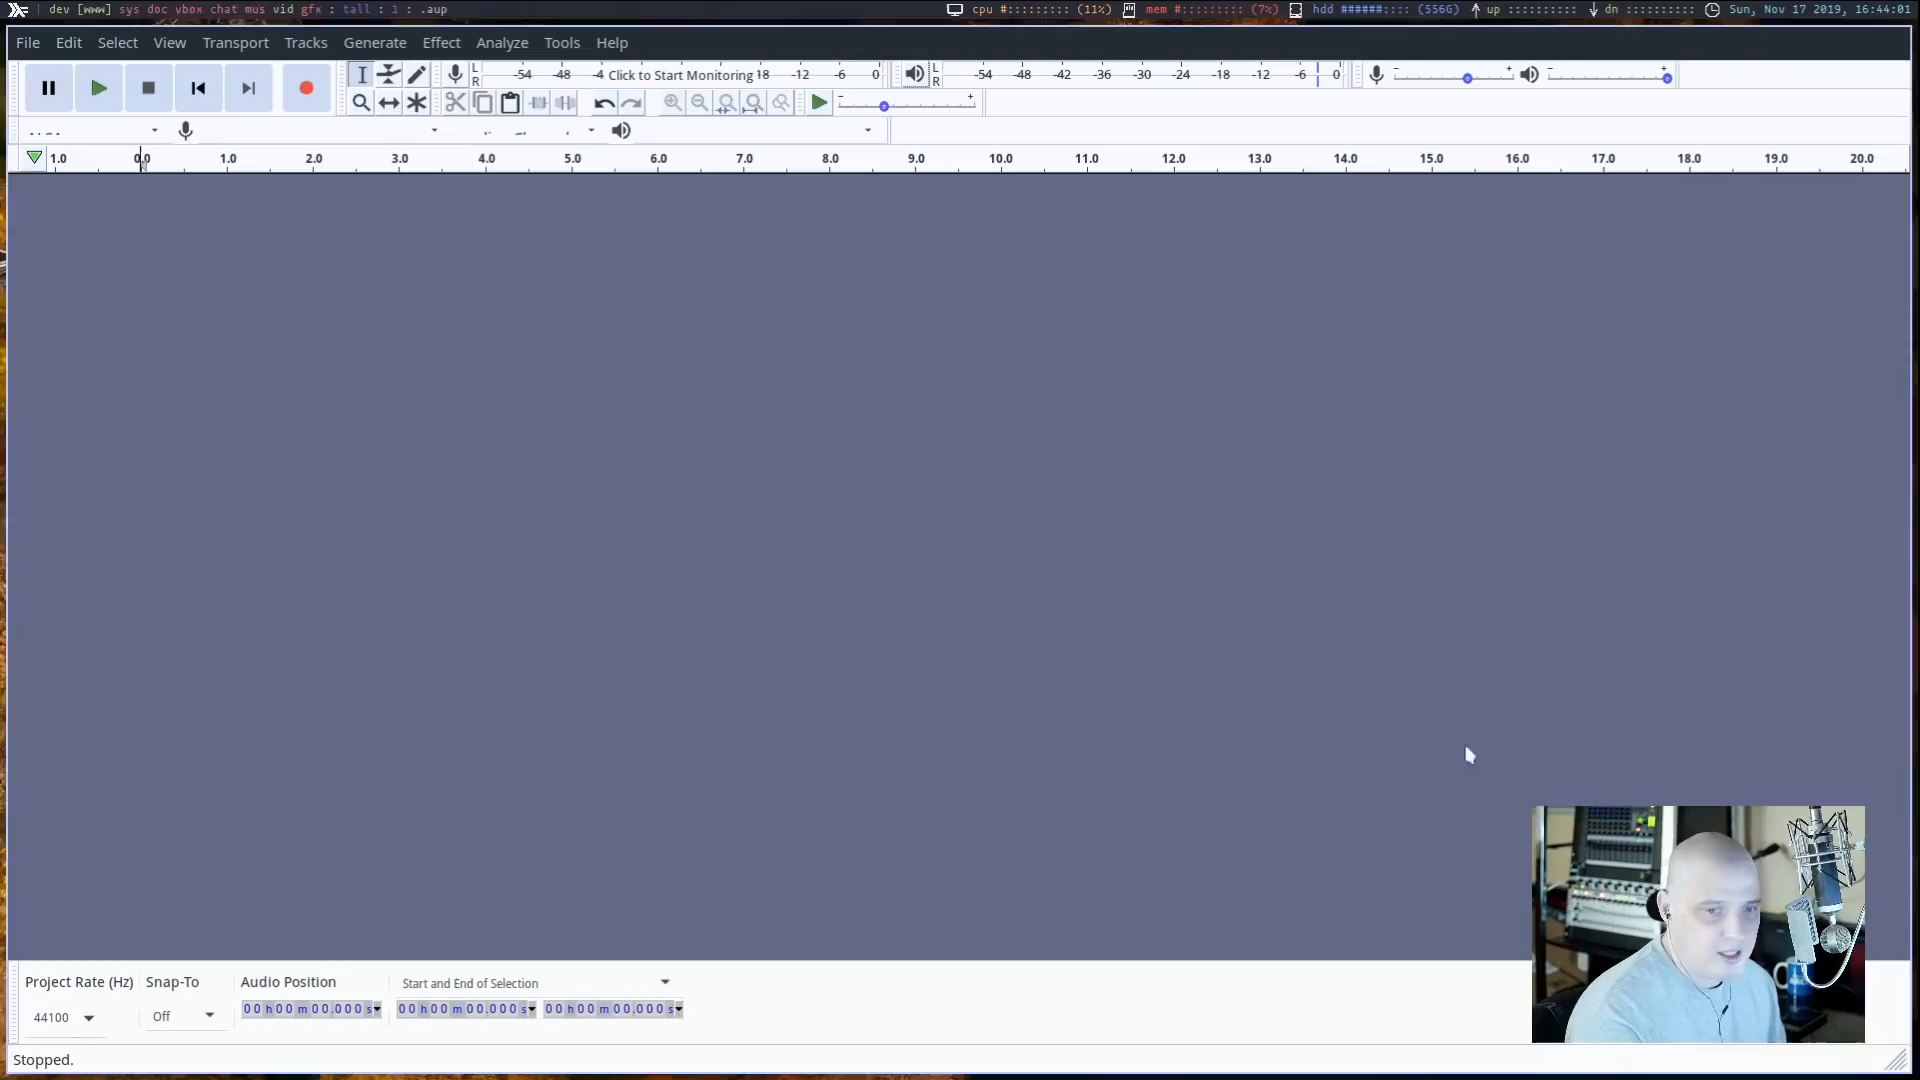 | dev [www] sys doc vbox chat mus vid gfx : tall : 1 : .aup
cpu #::::::::: (11%) mem #::::::::: (7%) hdd ######:::: (556G) up :::::::::: dn :::::::::: Sun, Nov 17 2019, 16:44:01
File Edit Select View Transport Tracks Generate Effect Analyze Tools Help
L R -54 -48 -4 Click to Start Monitoring 18 -12 -6 0 L R -54 -48 -42 -36 -30 -24 -18 -12 -6 0 - + - +
- +
1.0 0.0 1.0 2.0 3.0 4.0 5.0 6.0 7.0 8.0 9.0 10.0 11.0 12.0 13.0 14.0 15.0 16.0 17.0 18.0 19.0 20.0
Project Rate (Hz) Snap-To Audio Position Start and End of Selection
44100 Off 00 h 00 m 00.000 s 00 h 00 m 00.000 s 00 h 00 m 00.000 s
Stopped.